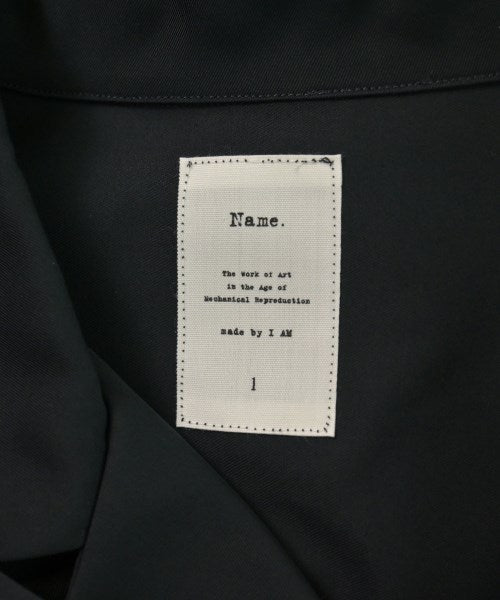 Name.
The Work of Art
in the Age of
Mechanical Reproduction
made by I AM
1